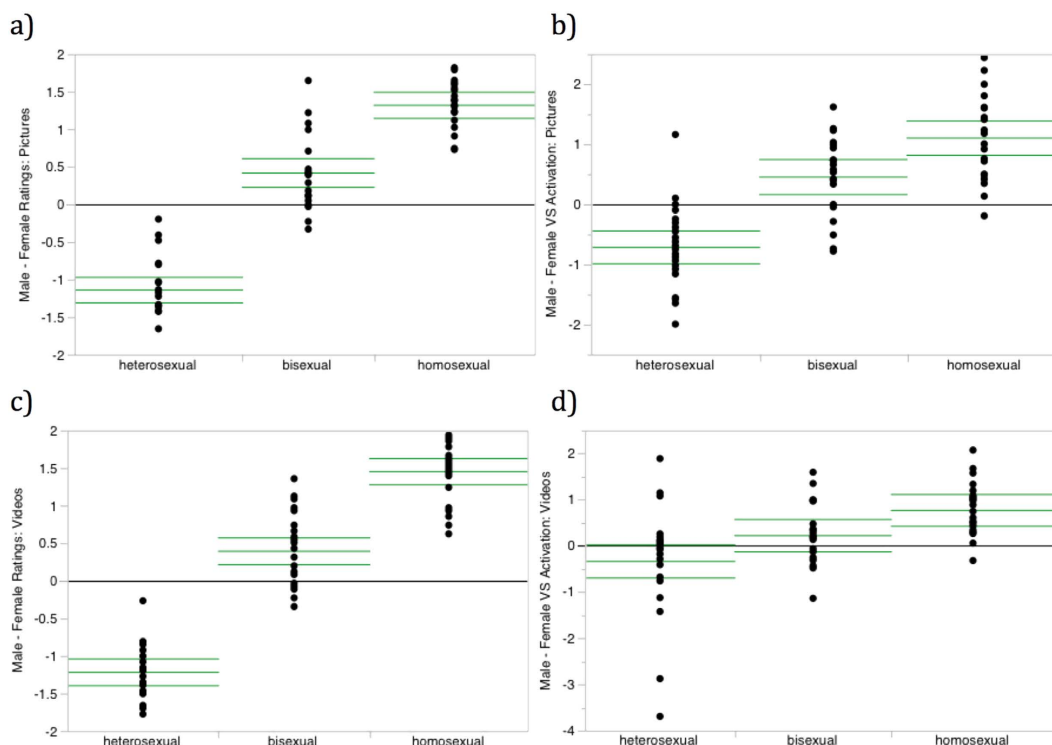 a)
Male - Female Ratings: Pictures
2
1.5
1
0.5
0
-0.5
-1
-1.5
-2
heterosexual bisexual homosexual
b)
Male - Female VS Activation: Pictures
2
1
0
-1
-2
heterosexual bisexual homosexual
c)
Male - Female Ratings: Videos
2
1.5
1
0.5
0
-0.5
-1
-1.5
-2
heterosexual bisexual homosexual
d)
Male - Female VS Activation: Videos
2
1
0
-1
-2
-3
-4
heterosexual bisexual homosexual